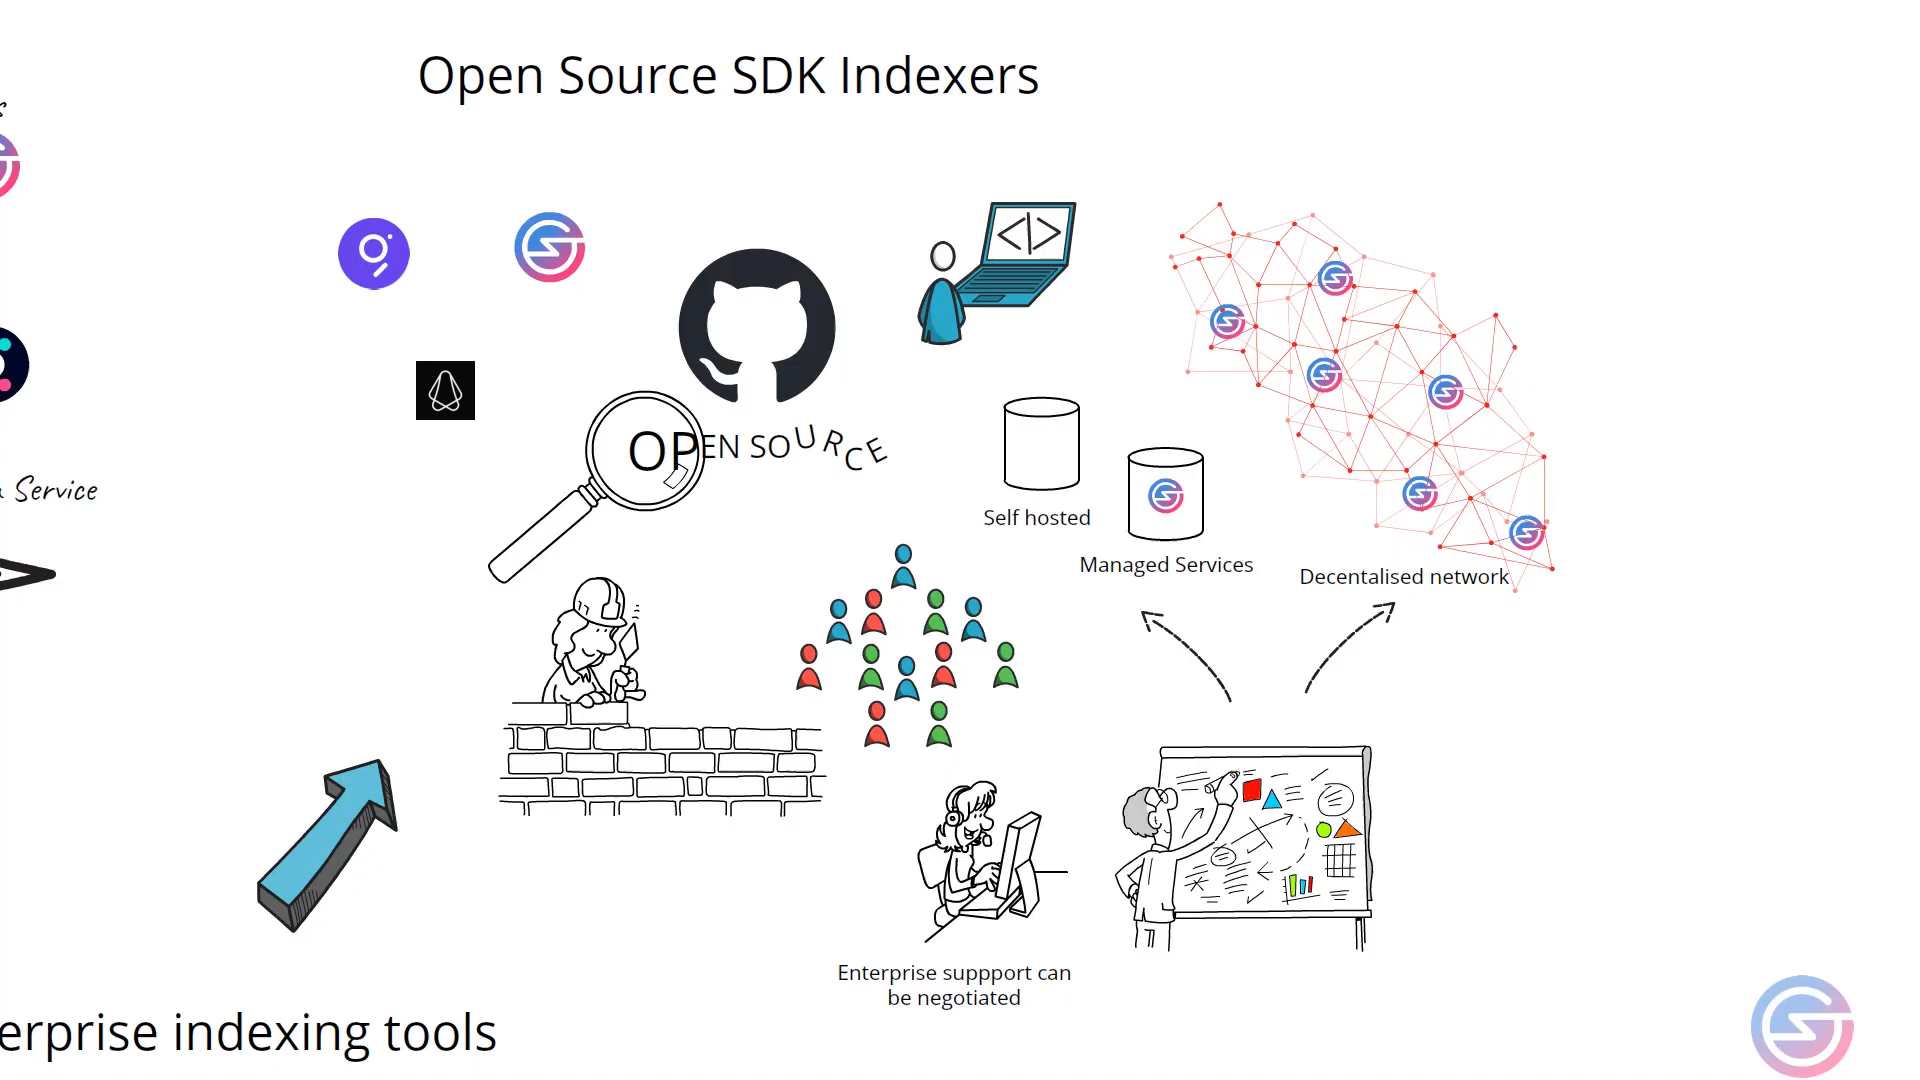 Open Source SDK Indexers
Service
OPEN SOURCE
Self hosted
Managed Services
Decentalised network
Enterprise suppport can
be negotiated
erprise indexing tools